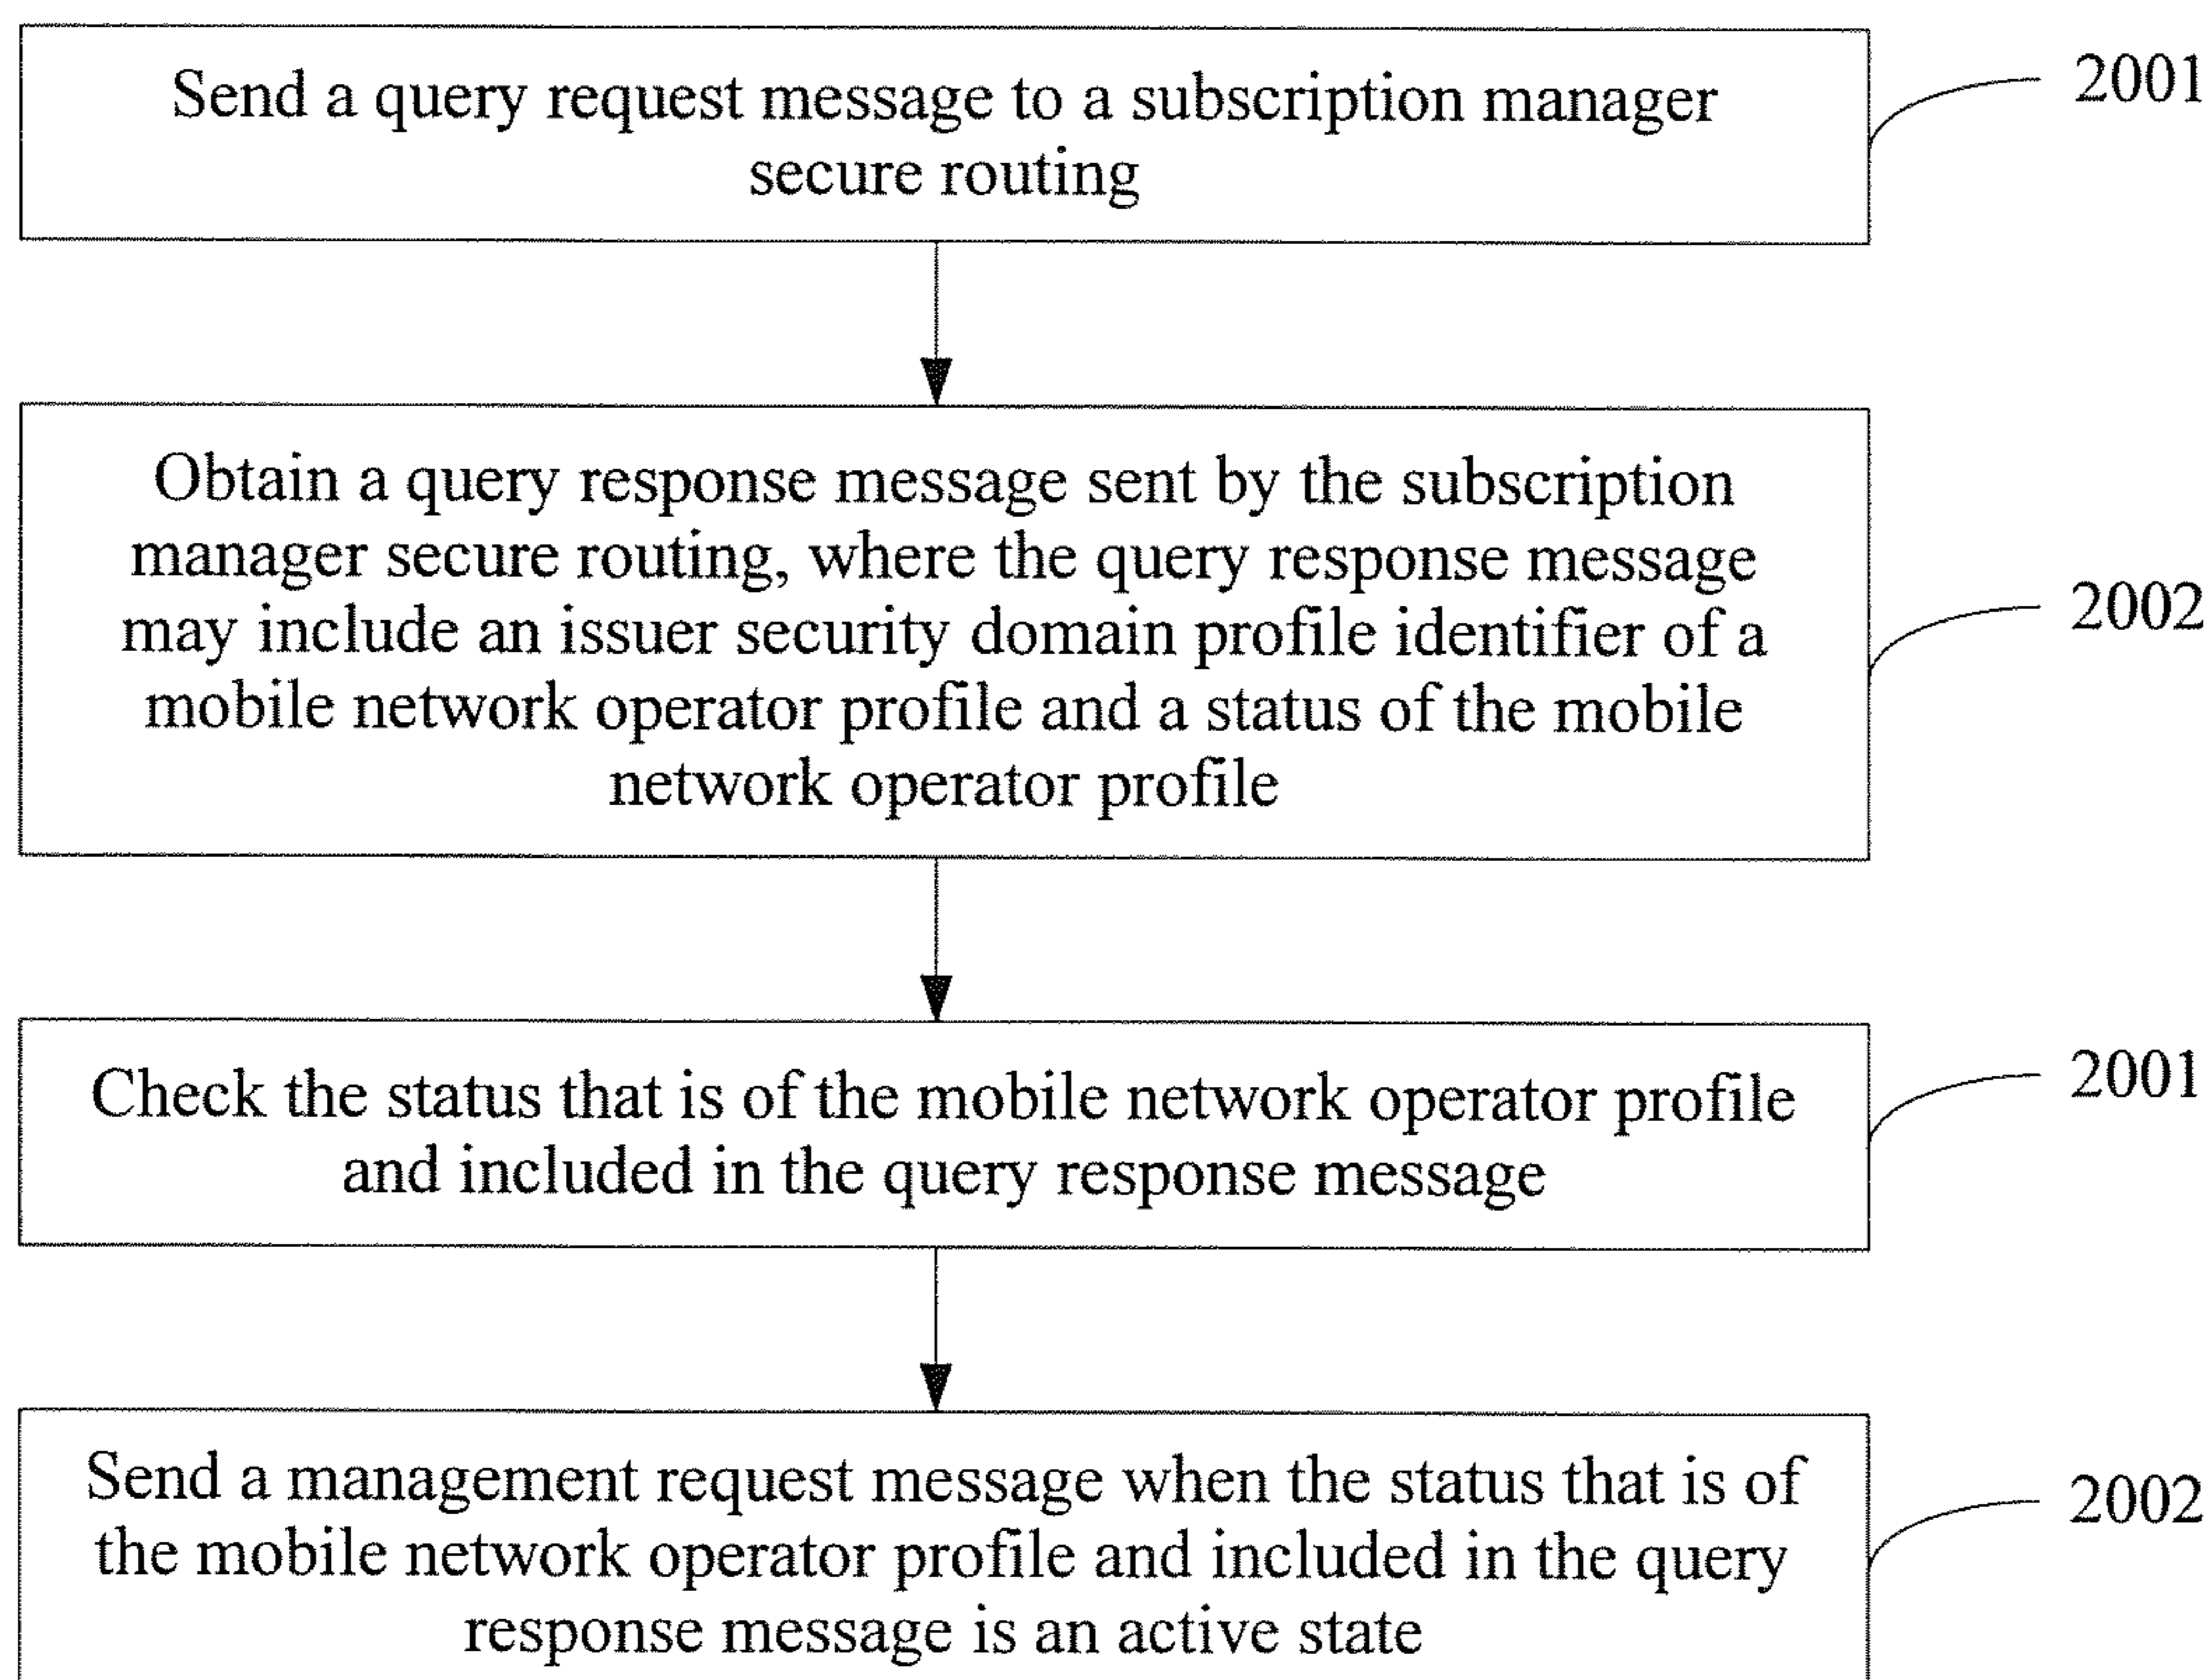 Send a query request message to a subscription manager
secure routing
2001
Obtain a query response message sent by the subscription
manager secure routing, where the query response message
may include an issuer security domain profile identifier of a
mobile network operator profile and a status of the mobile
network operator profile
2002
Check the status that is of the mobile network operator profile
and included in the query response message
2001
Send a management request message when the status that is of
the mobile network operator profile and included in the query
response message is an active state
2002